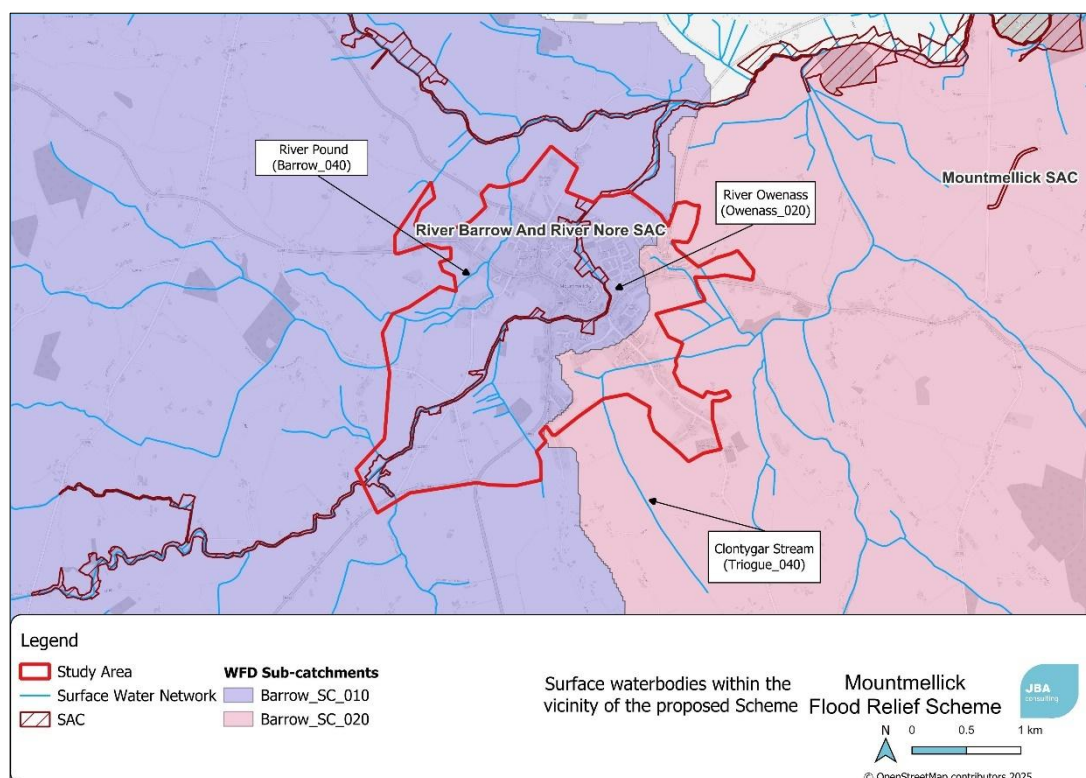 River Pound
(Barrow_040)
River Owenass
(Owenass_020)
Mountmellick SAC
River Barrow And River Nore SAC
Mountmellick
Clontygar Stream
(Triogue_040)
Legend
Study Area
Surface Water Network
SAC
WFD Sub-catchments
Barrow_SC_010
Barrow_SC_020
Surface waterbodies within the
vicinity of the proposed Scheme
Mountmellick
Flood Relief Scheme
JBA
consulting
N
0 0.5 1 km
© OpenStreetMap contributors 2025